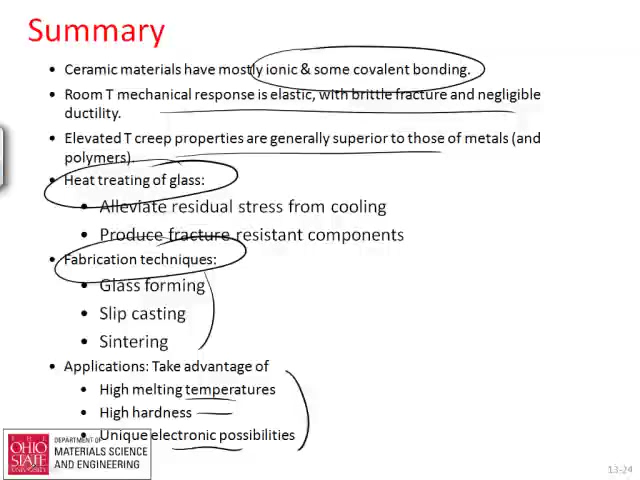 Summary
• Ceramic materials have mostly ionic & some covalent bonding.
• Room T mechanical response is elastic, with brittle fracture and negligible
ductility.
• Elevated T creep properties are generally superior to those of metals (and
polymers).
• Heat treating of glass:
• Alleviate residual stress from cooling
• Produce fracture resistant components
• Fabrication techniques:
• Glass forming
• Slip casting
• Sintering
• Applications: Take advantage of
• High melting temperatures
• High hardness
• Unique electronic possibilities
THE
OHIO
STATE
UNIVERSITY
DEPARTMENT OF
MATERIALS SCIENCE
AND ENGINEERING
13-24